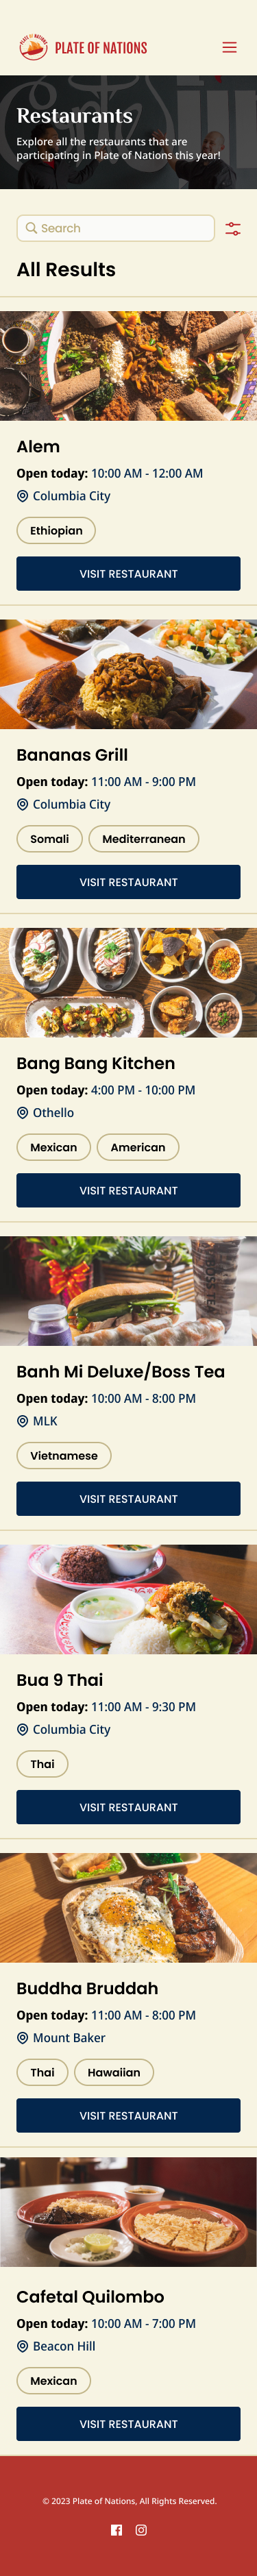 PLATE OF NATIONS
PLATE OF NATIONS
Restaurants
Explore all the restaurants that are
participating in Plate of Nations this year!
Search
All Results
Alem
Open today: 10:00 AM - 12:00 AM
Columbia City
Ethiopian
VISIT RESTAURANT
Bananas Grill
Open today: 11:00 AM - 9:00 PM
Columbia City
Somali Mediterranean
VISIT RESTAURANT
Bang Bang Kitchen
Open today: 4:00 PM - 10:00 PM
Othello
Mexican American
VISIT RESTAURANT
BOSS TEA
Banh Mi Deluxe/Boss Tea
Open today: 10:00 AM - 8:00 PM
MLK
Vietnamese
VISIT RESTAURANT
Bua 9 Thai
Open today: 11:00 AM - 9:30 PM
Columbia City
Thai
VISIT RESTAURANT
Buddha Bruddah
Open today: 11:00 AM - 8:00 PM
Mount Baker
Thai Hawaiian
VISIT RESTAURANT
Cafetal Quilombo
Open today: 10:00 AM - 7:00 PM
Beacon Hill
Mexican
VISIT RESTAURANT
© 2023 Plate of Nations, All Rights Reserved.